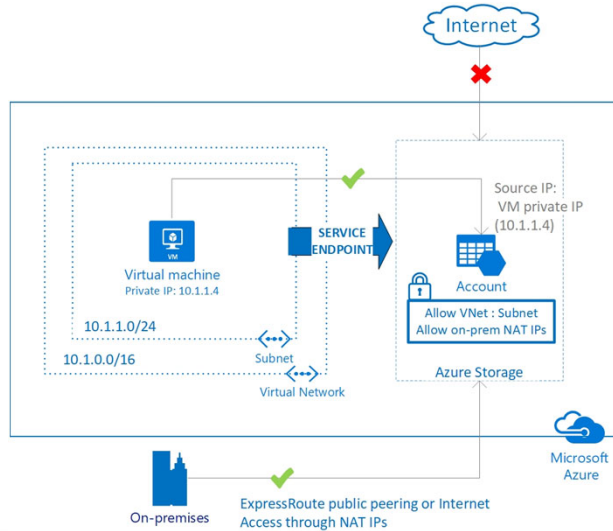 Internet
Source IP:
VM private IP
(10.1.1.4)
SERVICE
ENDPOINT
VM
Virtual machine
Private IP: 10.1.1.4
Account
Allow VNet : Subnet
Allow on-prem NAT IPs
10.1.1.0/24
Subnet
10.1.0.0/16
Virtual Network
Azure Storage
Microsoft
Azure
On-premises
ExpressRoute public peering or Internet
Access through NAT IPs